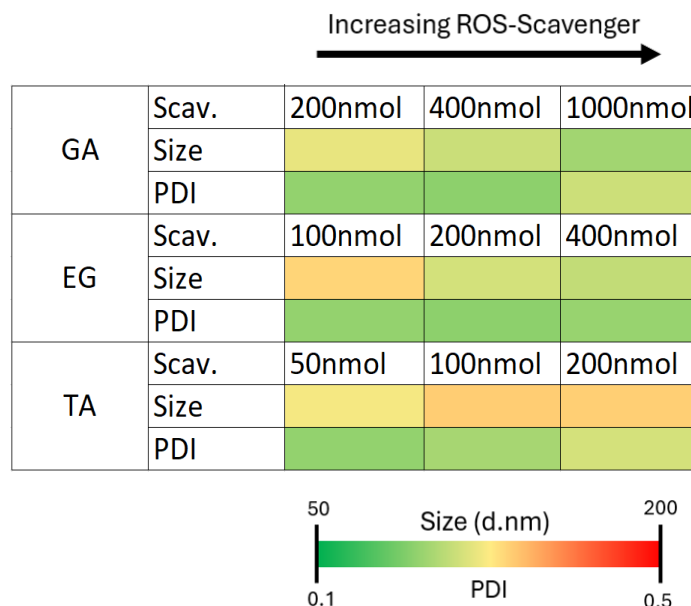 Increasing ROS-Scavenger
GA
Scav. 200nmol 400nmol 1000nmol
Size
PDI
EG
Scav. 100nmol 200nmol 400nmol
Size
PDI
TA
Scav. 50nmol 100nmol 200nmol
Size
PDI
50 Size (d.nm) 200
0.1 PDI 0.5